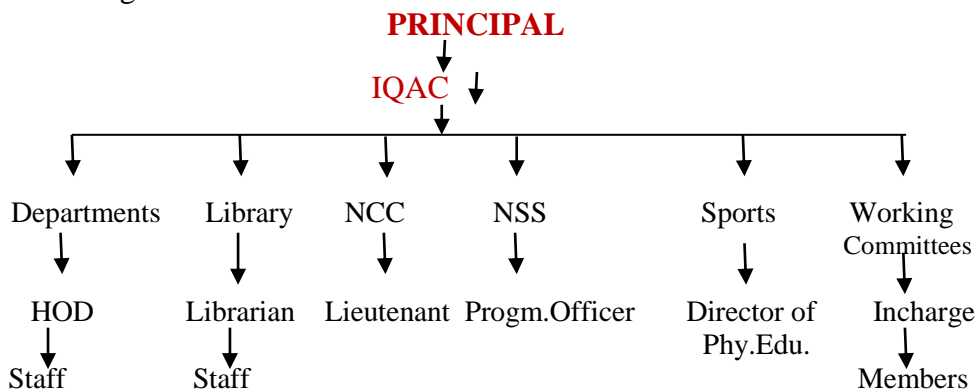 PRINCIPAL
IQAC
Departments Library NCC NSS Sports Working
Committees
HOD Librarian Lieutenant Progm.Officer Director of Incharge
Phy.Edu.
Staff Staff Members